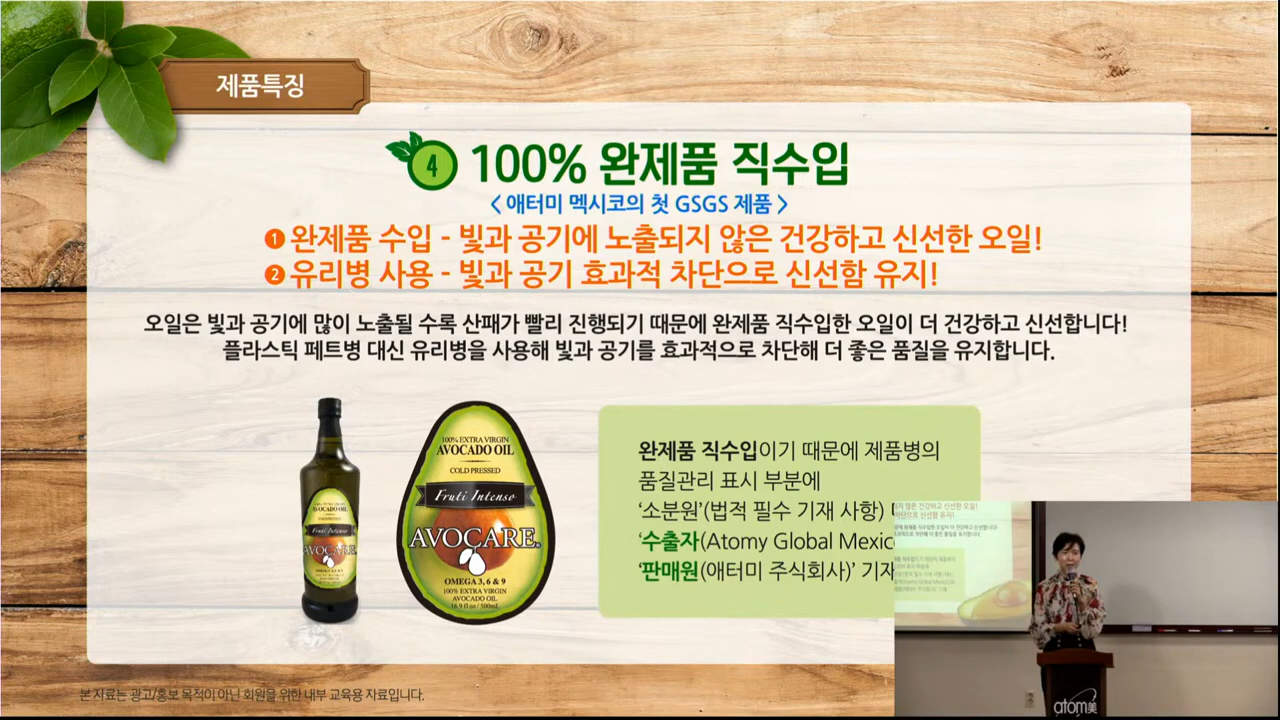 제품특징
4 100% 완제품 직수입
< 애터미 멕시코의 첫 GSGS 제품 >
❶ 완제품 수입 - 빛과 공기에 노출되지 않은 건강하고 신선한 오일!
❷ 유리병 사용 - 빛과 공기 효과적 차단으로 신선함 유지!
오일은 빛과 공기에 많이 노출될 수록 산패가 빨리 진행되기 때문에 완제품 직수입한 오일이 더 건강하고 신선합니다!
플라스틱 페트병 대신 유리병을 사용해 빛과 공기를 효과적으로 차단해 더 좋은 품질을 유지합니다.
AVOCADO OIL
Fruti Intenso
AVOCARE
100% EXTRA VIRGIN
AVOCADO OIL
COLD PRESSED
Fruti Intenso
AVOCARE®
OMEGA 3, 6 & 9
100% EXTRA VIRGIN
AVOCADO OIL
16.9 fl oz / 500mL
완제품 직수입이기 때문에 제품병의
품질관리 표시 부분에
‘소분원’(법적 필수 기재 사항)
‘수출자(Atomy Global Mexic
‘판매원(애터미 주식회사)’ 기재
atom美
본 자료는 광고/홍보 목적이 아닌 회원을 위한 내부 교육용 자료입니다.